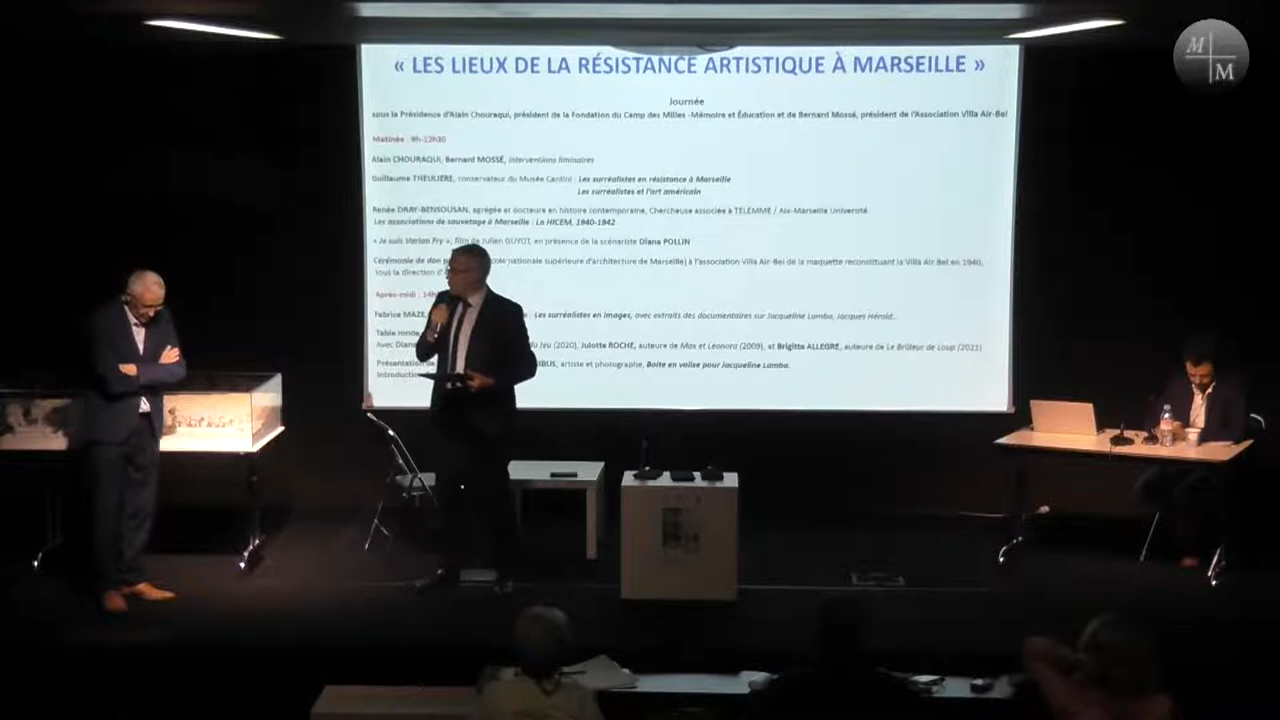 « LES LIEUX DE LA RÉSISTANCE ARTISTIQUE À MARSEILLE »
Journée
sous la Présidence d'Alain Chouraqui, président de la Fondation du Camp des Milles -Mémoire et Éducation et de Bernard Mossé, président de l'Association Villa Air-Bel
Matinée : 9h-12h30
Alain CHOURAQUI, Bernard MOSSÉ, interventions liminaires
Guillaume THEULIERE, conservateur du Musée Cantini : Les surréalistes en résistance à Marseille
Les surréalistes et l'art américain
Renée DRAY-BENSOUSAN, agrégée et docteure en histoire contemporaine, Chercheuse associée à TELEMME / Aix-Marseille Université
Les associations de sauvetage à Marseille : La HICEM, 1940-1942
« Je suis Varian Fry », film de Julien GUYOT, en présence de la scénariste Diana POLLIN
Cérémonie de don nationale supérieure d'architecture de Marseille) à l'association Villa Air-Bel de la maquette reconstituant la Villa Air Bel en 1940,
sous la direction
Après-midi : 14h
Fabrice MAZE, : Les surréalistes en images, avec extraits des documentaires sur Jacqueline Lamba, Jacques Hérold...
Table ronde
Avec Jeu (2020), Juliette ROCHE, auteure de Max et Leonora (2009), et Brigitte ALLEGRE, auteure de Le Brûleur de Loup (2021)
Présentation de artiste et photographe, Boite en valise pour Jacqueline Lamba.
M
M